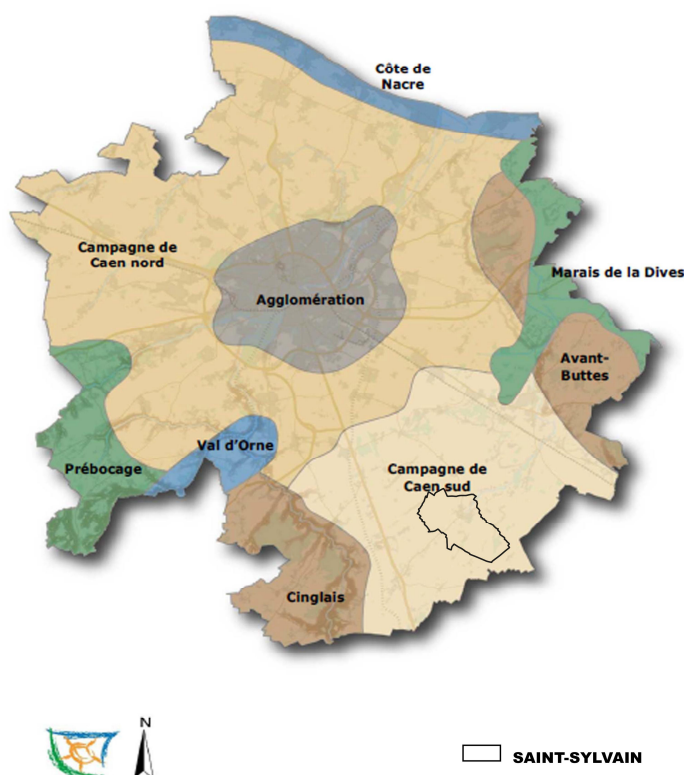 Côte de
Nacre
Campagne de
Caen nord
Marais de la Dives
Agglomération
Avant-
Buttes
Val d'Orne
Prébocage
Campagne de
Caen sud
Cinglais
N
SAINT-SYLVAIN